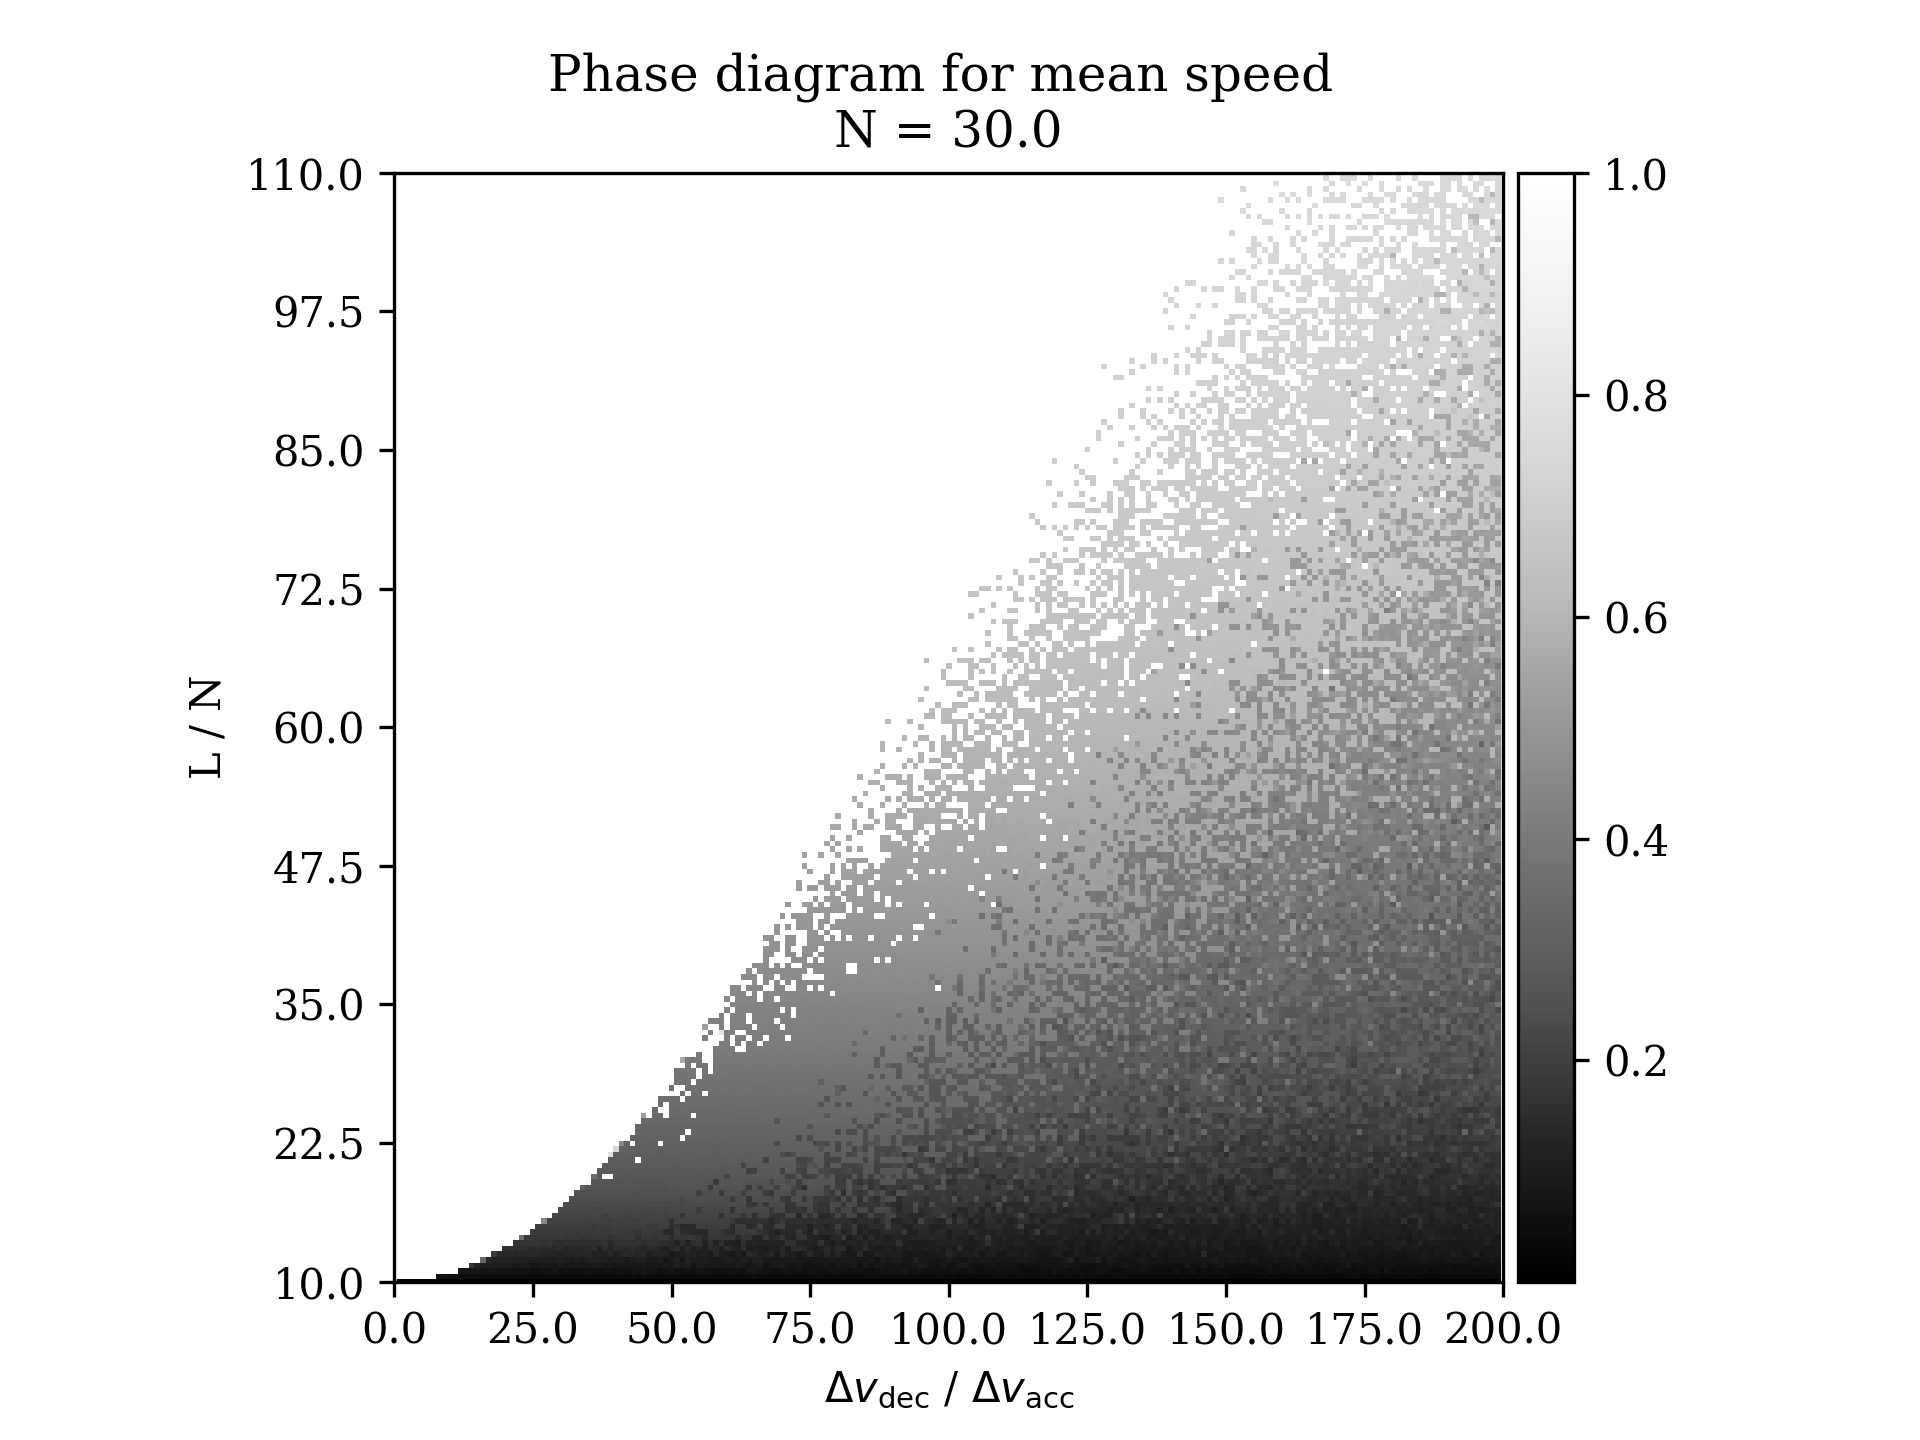 Phase diagram for mean speed
N = 30.0
110.0
97.5
85.0
72.5
60.0
47.5
35.0
22.5
10.0
L / N
0.0 25.0 50.0 75.0 100.0 125.0 150.0 175.0 200.0
Δv_dec / Δv_acc
1.0
0.8
0.6
0.4
0.2